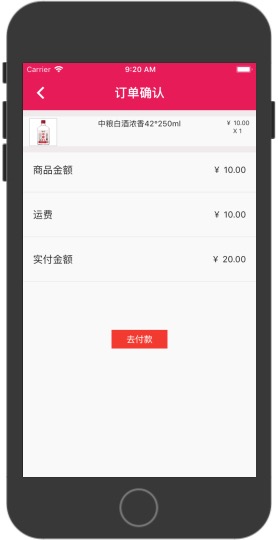 Carrier 9:20 AM
订单确认
中粮白酒浓香42*250ml ￥ 10.00
X 1
商品金额 ￥ 10.00
运费 ￥ 10.00
实付金额 ￥ 20.00
去付款